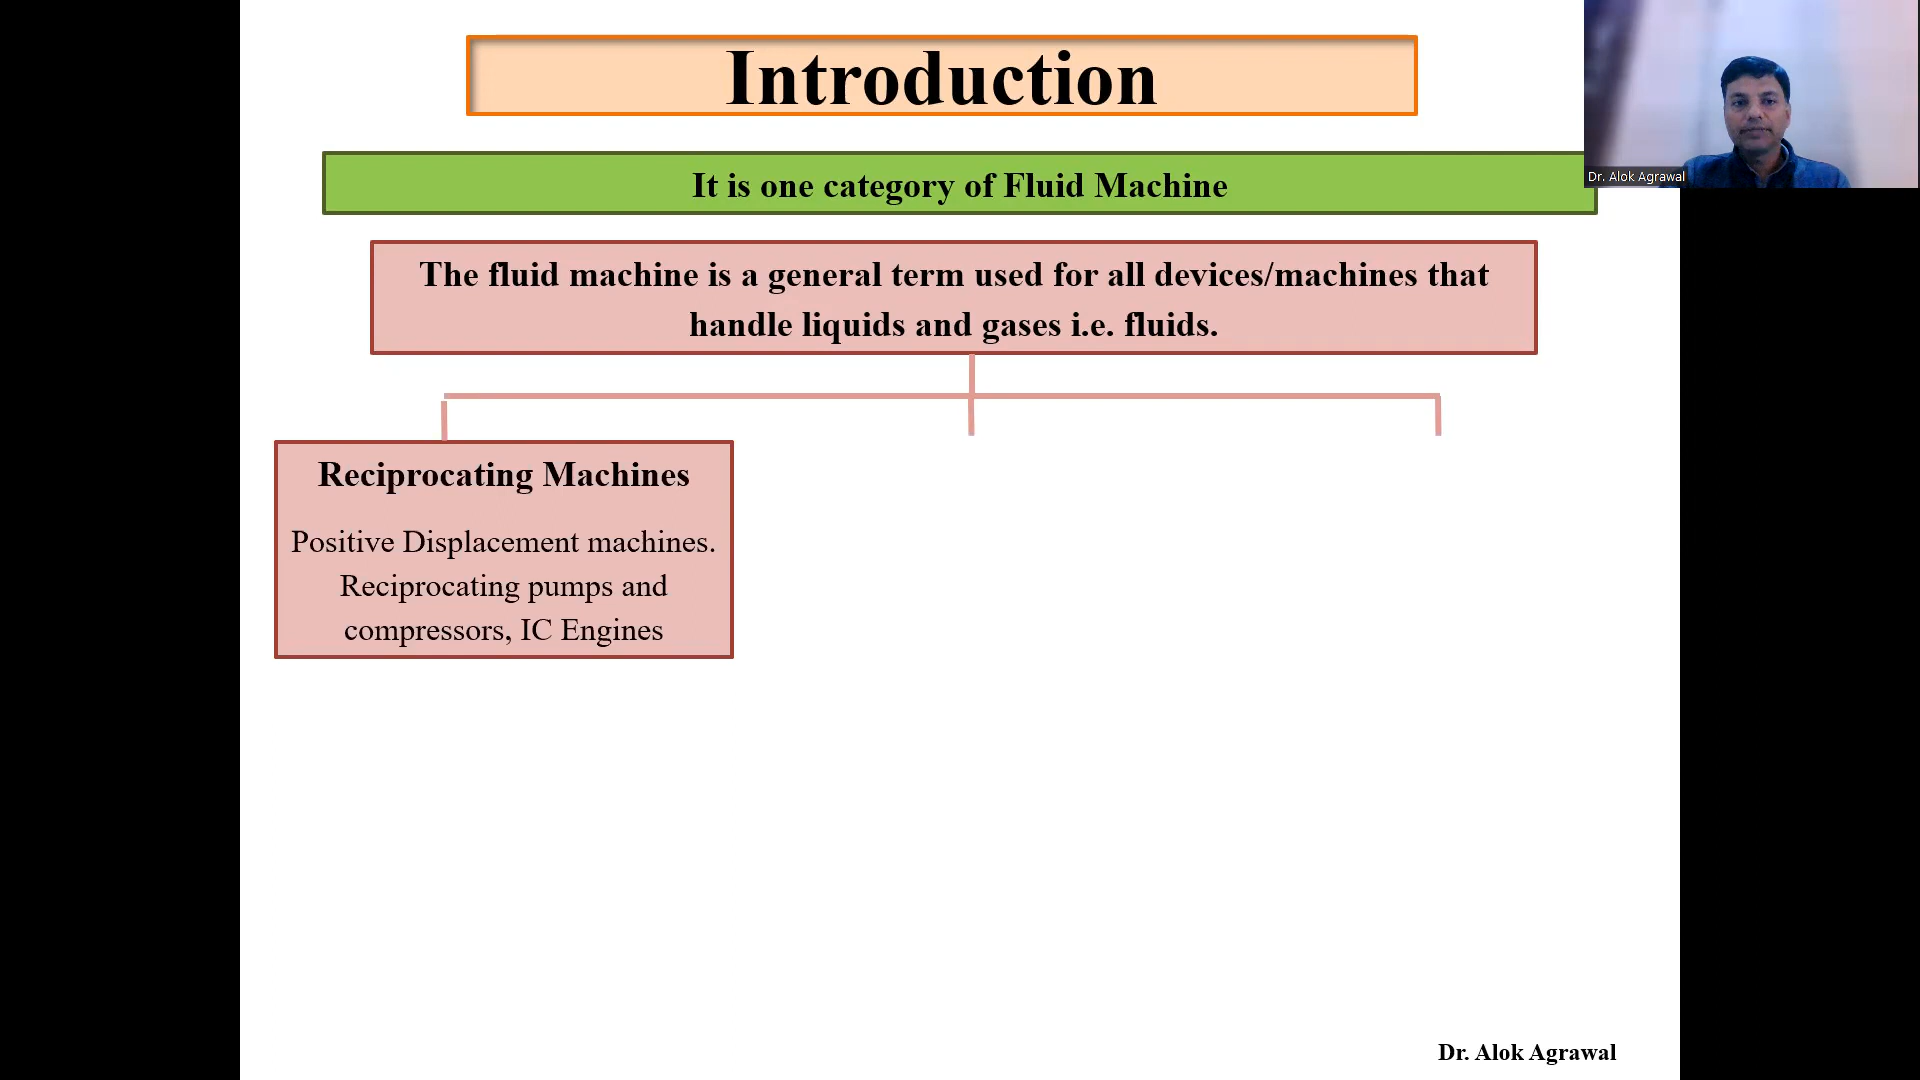 Introduction
It is one category of Fluid Machine
Dr. Alok Agrawal
The fluid machine is a general term used for all devices/machines that
handle liquids and gases i.e. fluids.
Reciprocating Machines
Positive Displacement machines.
Reciprocating pumps and
compressors, IC Engines
Dr. Alok Agrawal